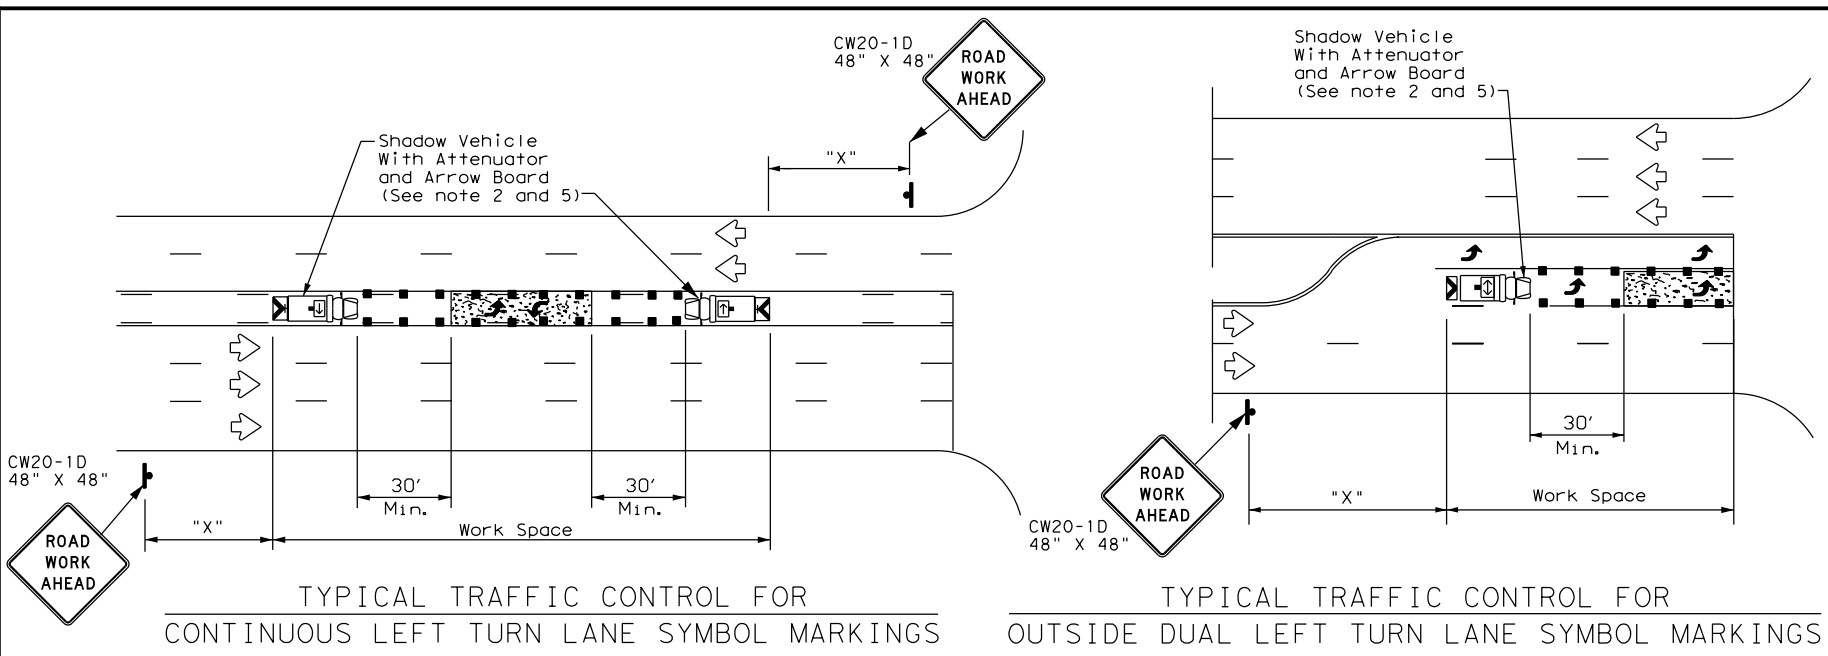 CW20-1D
48" X 48"
ROAD
WORK
AHEAD
Shadow Vehicle
With Attenuator
and Arrow Board
(See note 2 and 5)
"X"
CW20-1D
48" X 48"
ROAD
WORK
AHEAD
"X"
30'
Min.
30'
Min.
Work Space
TYPICAL TRAFFIC CONTROL FOR
CONTINUOUS LEFT TURN LANE SYMBOL MARKINGS
Shadow Vehicle
With Attenuator
and Arrow Board
(See note 2 and 5)
ROAD
WORK
AHEAD
CW20-1D
48" X 48"
"X"
30'
Min.
Work Space
TYPICAL TRAFFIC CONTROL FOR
OUTSIDE DUAL LEFT TURN LANE SYMBOL MARKINGS